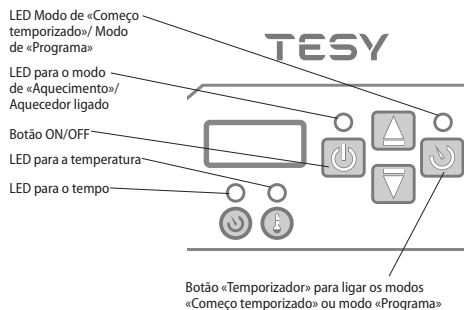 LED Modo de «Começo
temporizado»/ Modo
de «Programa»
TESY
LED para o modo
de «Aquecimento»/
Aquecedor ligado
Botão ON/OFF
LED para a temperatura
LED para o tempo
Botão «Temporizador» para ligar os modos
«Começo temporizado» ou modo «Programa»